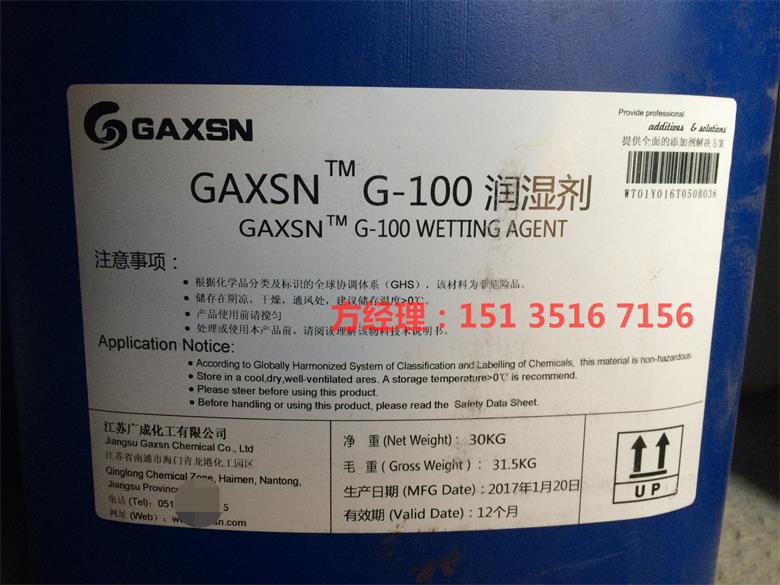 GAXSN
Provide professional
additives & solutions
提供全面的添加剂解决方案
WT01Y016T050B036
GAXSN™ G-100 润湿剂
GAXSN™ G-100 WETTING AGENT
注意事项：
● 根据化学品分类及标识的全球协调体系（GHS），该材料为非危险品。
● 储存在阴凉，干燥，通风处，建议储存温度>0℃。
● 产品使用前请搅匀
● 处理或使用本产品前，请阅读理解该物料技术说明书。
方经理：151 3516 7156
Application Notice:
● According to Globally Harmonized System of Classification and Labelling of Chemicals, this material is non-hazardous.
● Store in a cool,dry,well-ventilated ares. A storage temperature>0℃ is recommend.
● Please steer before using this product.
● Before handling or using this product, please read the Safety Data Sheet.
江苏广成化工有限公司
Jiangsu Gaxsn Chemical Co., Ltd
江苏省南通市海门青龙港化工园区
Qinglong Chemical Zone, Haimen, Nantong,
Jiangsu Province
电话 (Tel): 051 5
网址 (Web): w sn.com
净 重 (Net Weight): 30KG
毛 重 (Gross Weight): 31.5KG
生产日期 (MFG Date): 2017年1月20日
有效期 (Valid Date): 12个月
UP